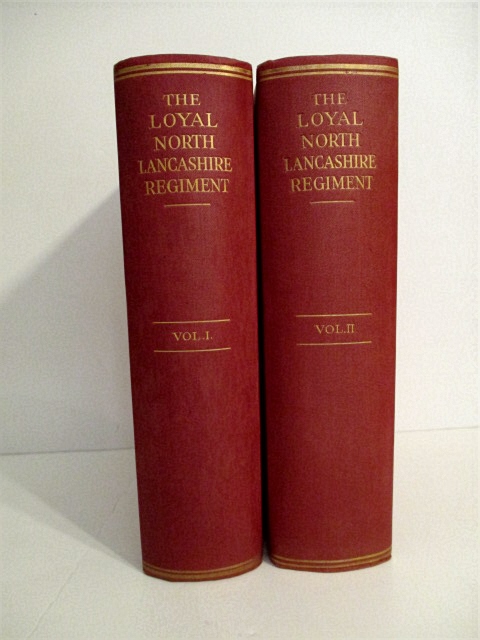 THE
LOYAL
NORTH
LANCASHIRE
REGIMENT
VOL.I.
THE
LOYAL
NORTH
LANCASHIRE
REGIMENT
VOL.II